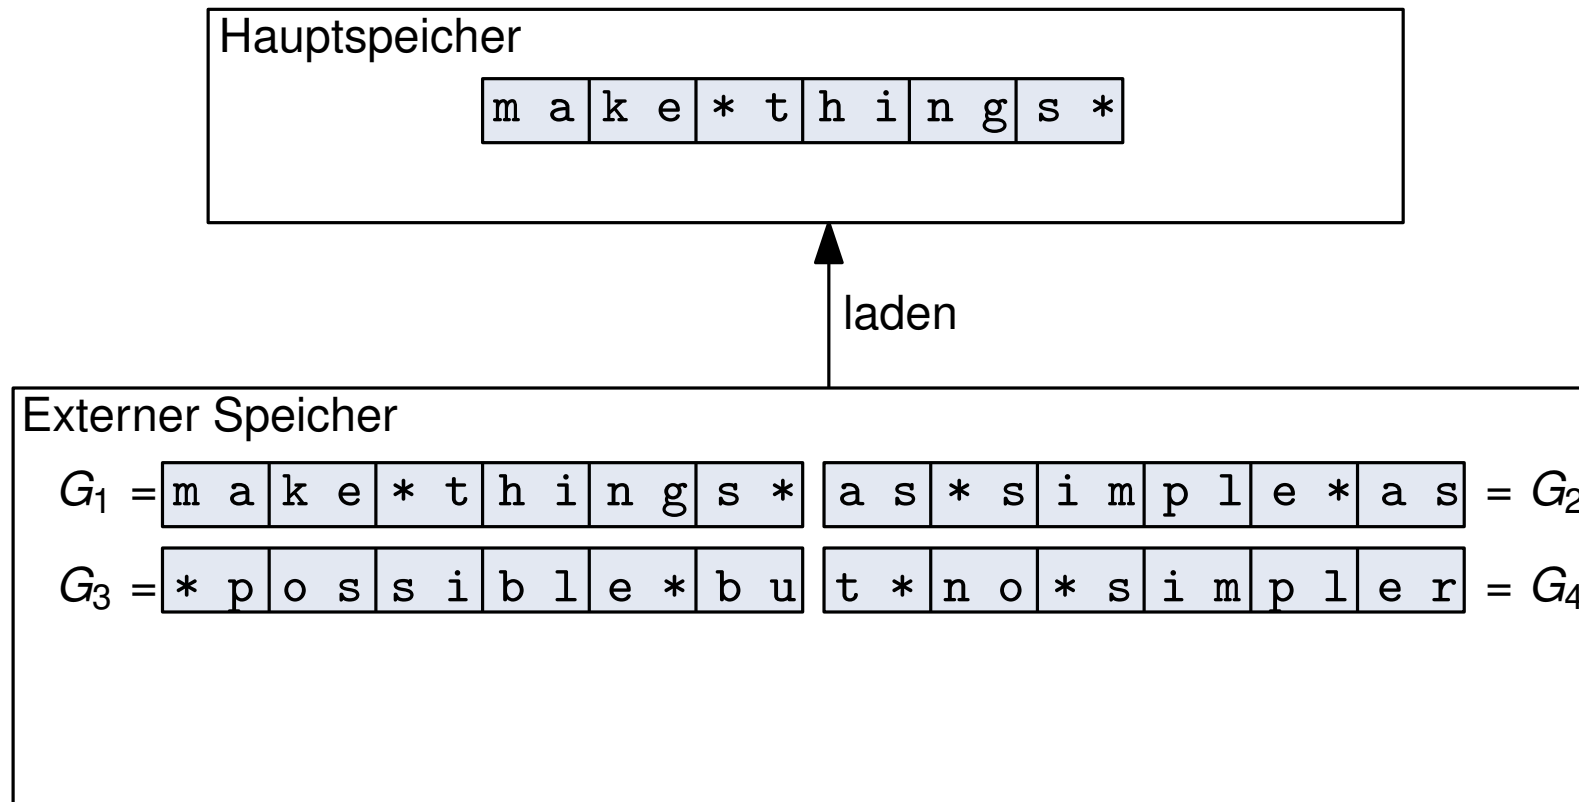 Hauptspeicher
m a k e * t h i n g s *
laden
Externer Speicher
G1 = m a k e * t h i n g s * a s * s i m p l e * a s = G2
G3 = * p o s s i b l e * b u t * n o * s i m p l e r = G4